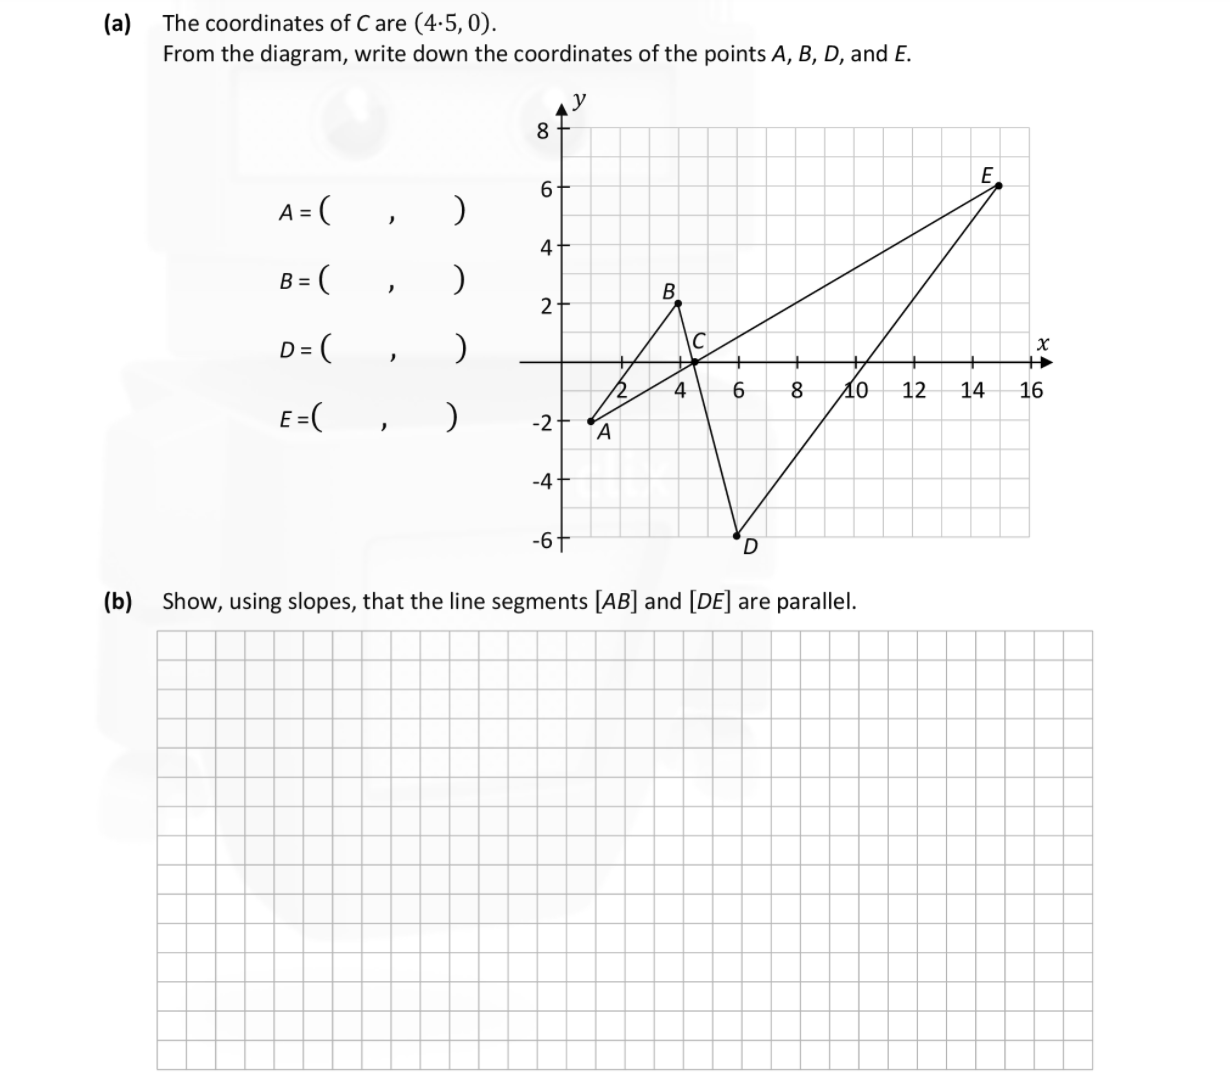 (a) The coordinates of C are (4·5, 0).
From the diagram, write down the coordinates of the points A, B, D, and E.
y
8
E
6
A = ( , )
4
B = ( , )
B
2
D = ( , )
C
x
2 4 6 8 10 12 14 16
E =( , )
-2
A
-4
-6
D
(b) Show, using slopes, that the line segments [AB] and [DE] are parallel.